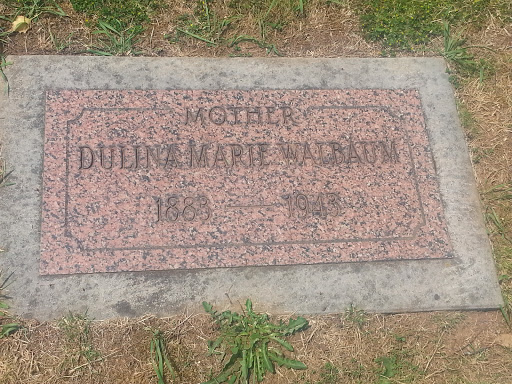 MOTHER
DULINA MARIE WALBAUM
1883 — 1943